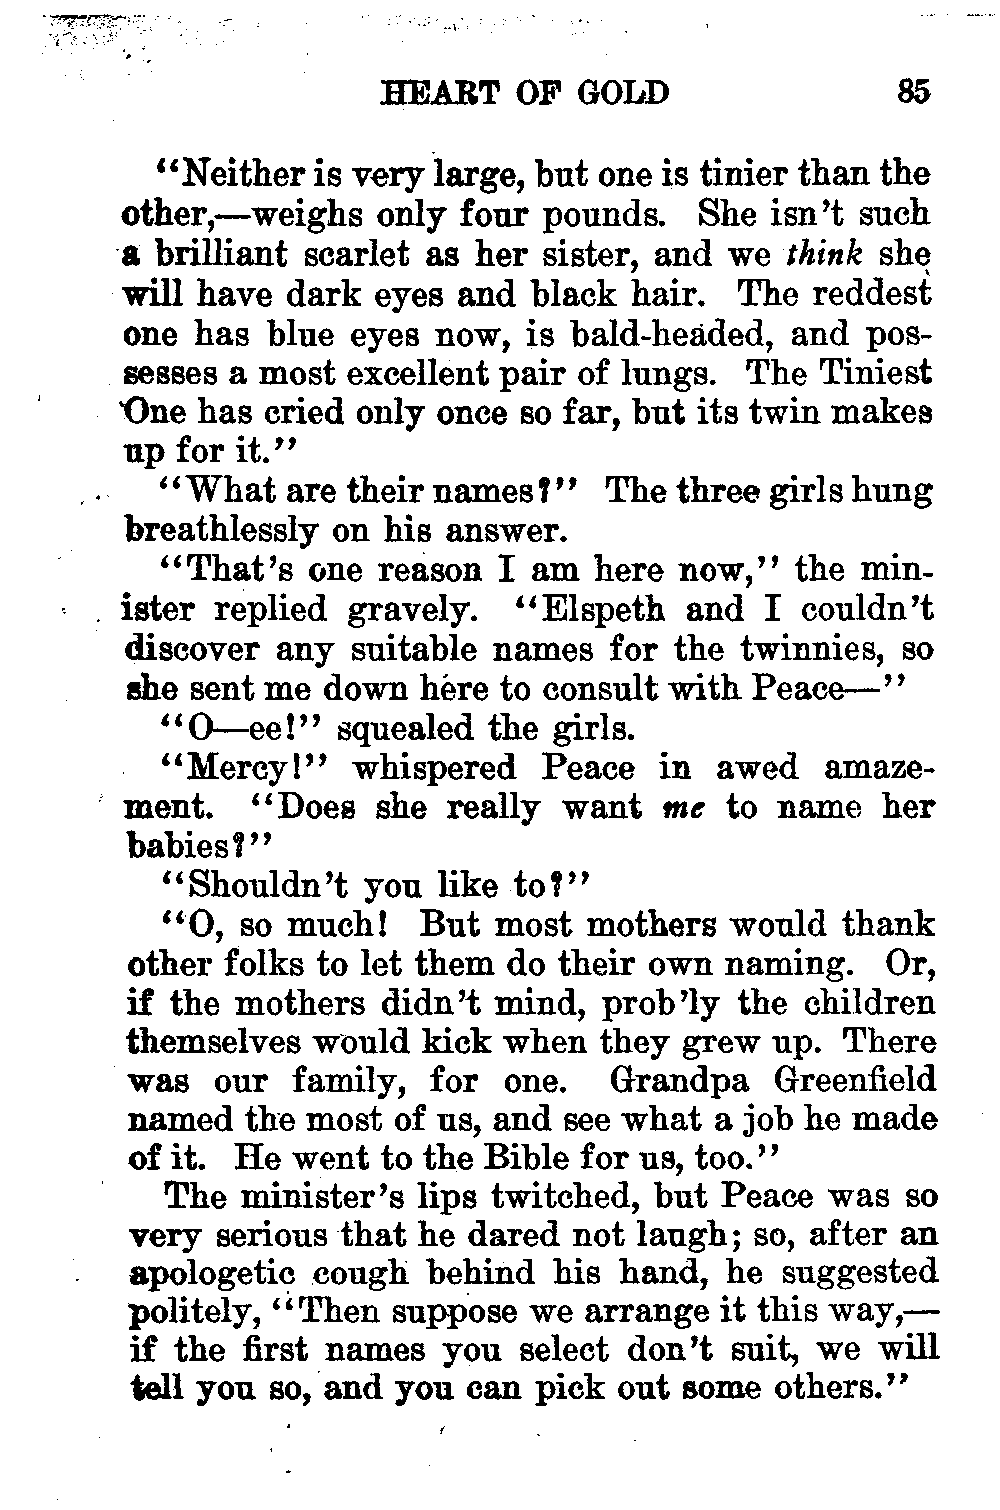 HEART OF GOLD 85
"Neither is very large, but one is tinier than the
other,—weighs only four pounds. She isn't such
a brilliant scarlet as her sister, and we think she
will have dark eyes and black hair. The reddest
one has blue eyes now, is bald-headed, and pos-
sesses a most excellent pair of lungs. The Tiniest
One has cried only once so far, but its twin makes
up for it."
"What are their names?" The three girls hung
breathlessly on his answer.
"That's one reason I am here now," the min-
ister replied gravely. "Elspeth and I couldn't
discover any suitable names for the twinnies, so
she sent me down here to consult with Peace—"
"O—ee!" squealed the girls.
"Mercy!" whispered Peace in awed amaze-
ment. "Does she really want me to name her
babies?"
"Shouldn't you like to?"
"O, so much! But most mothers would thank
other folks to let them do their own naming. Or,
if the mothers didn't mind, prob'ly the children
themselves would kick when they grew up. There
was our family, for one. Grandpa Greenfield
named the most of us, and see what a job he made
of it. He went to the Bible for us, too."
The minister's lips twitched, but Peace was so
very serious that he dared not laugh; so, after an
apologetic cough behind his hand, he suggested
politely, "Then suppose we arrange it this way,—
if the first names you select don't suit, we will
tell you so, and you can pick out some others."